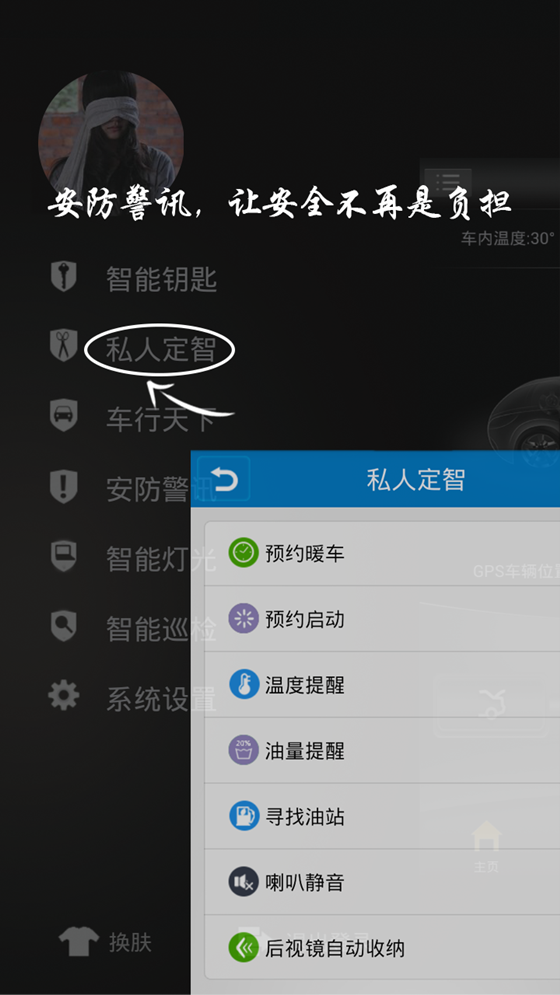 安防警讯，让安全不再是负担
车内温度:30°
智能钥匙
私人定智
车行天下
安防警讯
私人定智
预约暖车
GPS车辆位
智能灯光
预约启动
智能巡检
温度提醒
系统设置
20%
油量提醒
寻找油站
主页
喇叭静音
换肤
后视镜自动收纳